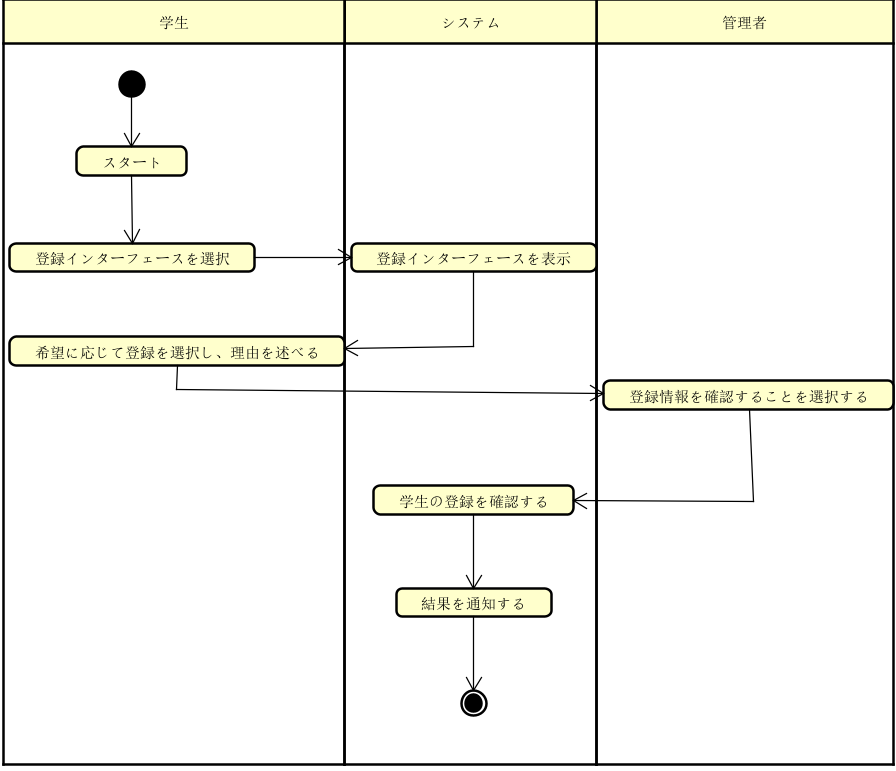 学生
システム
管理者
スタート
登録インターフェースを選択
登録インターフェースを表示
希望に応じて登録を選択し、理由を述べる
登録情報を確認することを選択する
学生の登録を確認する
結果を通知する